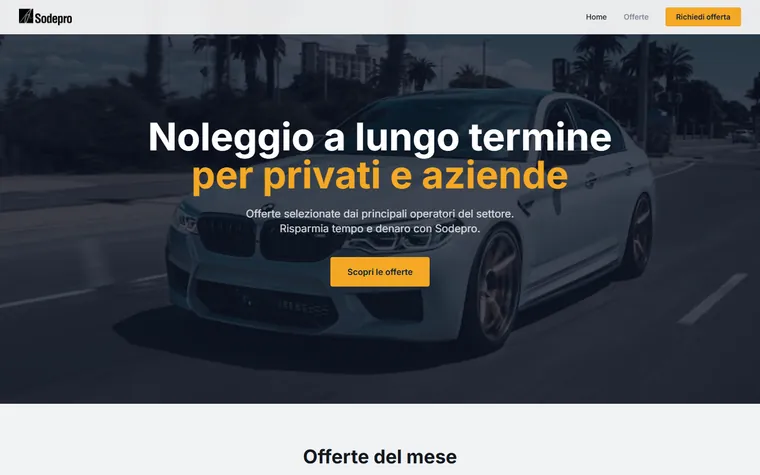 Sodepro
Home
Offerte
Richiedi offerta
Noleggio a lungo termine
per privati e aziende
Offerte selezionate dai principali operatori del settore.
Risparmia tempo e denaro con Sodepro.
Scopri le offerte
Offerte del mese